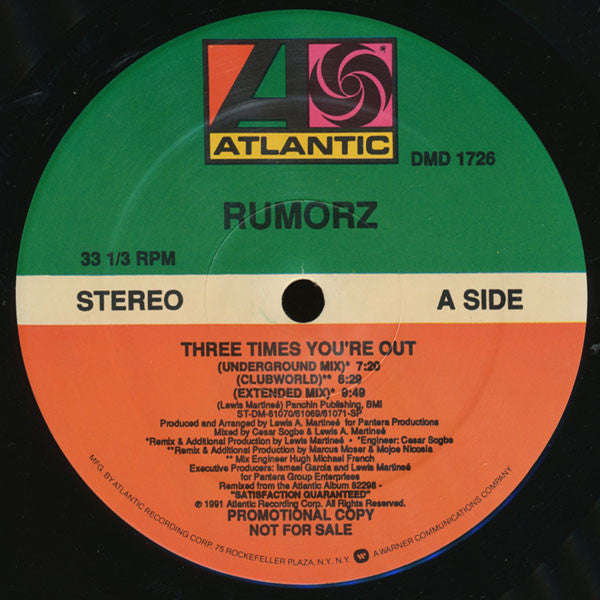 ATLANTIC
DMD 1726
RUMORZ
33 1/3 RPM
STEREO
A SIDE
THREE TIMES YOU'RE OUT
(UNDERGROUND MIX)* 7:20
(CLUBWORLD)** 8:29
(EXTENDED MIX)* 9:49
(Lewis Martineé) Panchin Publishing, BMI
ST-DM-81070/81069/81071-SP
Produced and Arranged by Lewis A. Martineé for Pantera Productions
Mixed by Cesar Sogbe & Lewis A. Martineé
*Remix & Additional Production by Lewis Martineé • *Engineer: Cesar Sogbe
**Remix & Additional Production by Marcus Moser & Mojoe Nicosia
** Mix Engineer Hugh Michael French
Executive Producers: Ismael Garcia and Lewis Martineé
for Pantera Group Enterprises
Remixed from the Atlantic Album 82298 -
"SATISFACTION GUARANTEED"
℗ 1991 Atlantic Recording Corp. All Rights Reserved.
PROMOTIONAL COPY
NOT FOR SALE
MFG. BY ATLANTIC RECORDING CORP. 75 ROCKEFELLER PLAZA, N.Y., N.Y. A WARNER COMMUNICATIONS COMPANY